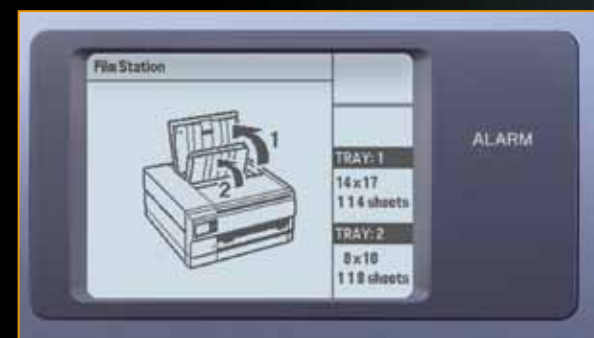 Film Station
1
2
TRAY: 1
14x17
114 sheets
TRAY: 2
8x10
118 sheets
ALARM